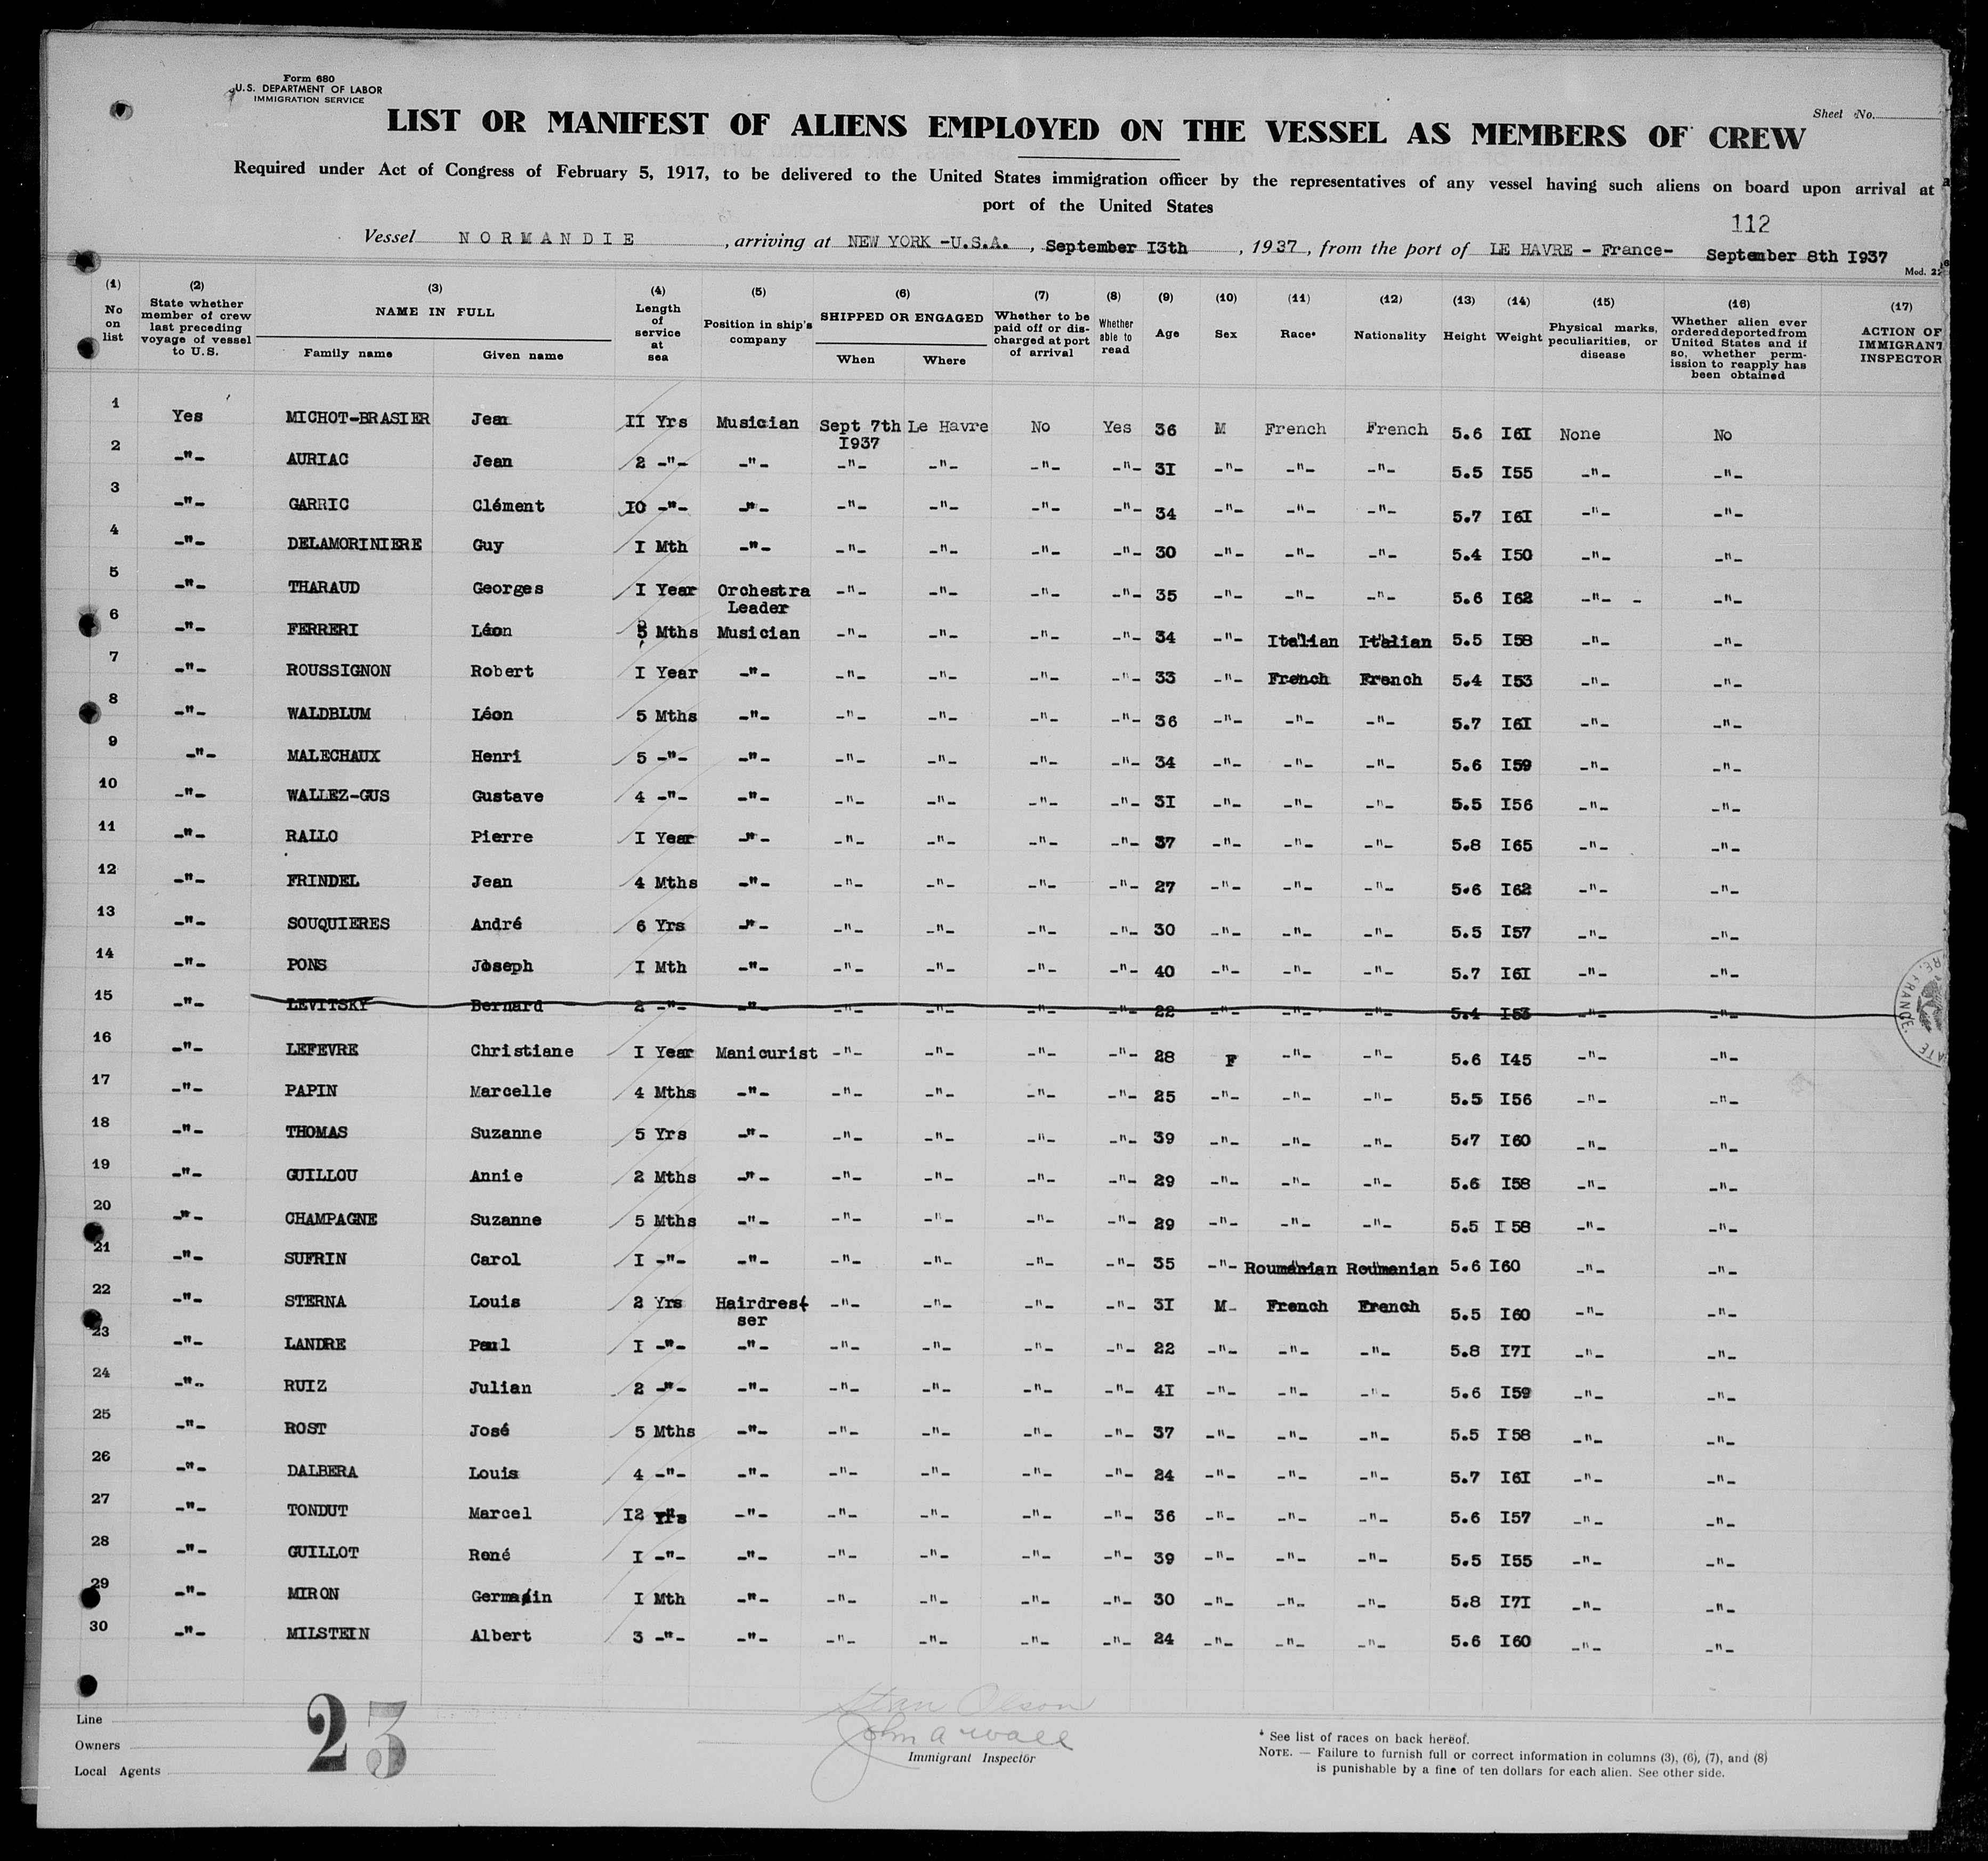 Form 680
U.S. DEPARTMENT OF LABOR
IMMIGRATION SERVICE
Sheet No.
LIST OR MANIFEST OF ALIENS EMPLOYED ON THE VESSEL AS MEMBERS OF CREW
Required under Act of Congress of February 5, 1917, to be delivered to the United States immigration officer by the representatives of any vessel having such aliens on board upon arrival at a
port of the United States
112
Vessel NORMANDIE, arriving at NEW YORK -U.S.A., September I3th, 1937, from the port of LE HAVRE - France- September 8th I937
(1) No on list (2) State whether member of crew last preceding voyage of vessel to U.S. (3) NAME IN FULL Family name Given name (4) Length of service at sea (5) Position in ship's company (6) SHIPPED OR ENGAGED When Where (7) Whether to be paid off or discharged at port of arrival (8) Whether able to read (9) Age (10) Sex (11) Race* (12) Nationality (13) Height (14) Weight (15) Physical marks, peculiarities, or disease (16) Whether alien ever ordered deported from United States and if so, whether permission to reapply has been obtained (17) ACTION OF IMMIGRANT INSPECTOR
1 Yes MICHOT-BRASIER Jean II Yrs Musician Sept 7th I937 Le Havre No Yes 36 M French French 5.6 I6I None No
2 -"- AURIAC Jean 2 -"- -"- -"- -"- -"- -"- 3I -"- -"- -"- 5.5 I55 -"- -"-
3 -"- GARRIC Clément IO -"- -"- -"- -"- -"- -"- 34 -"- -"- -"- 5.7 I6I -"- -"-
4 -"- DELAMORINIERE Guy I Mth -"- -"- -"- -"- -"- 30 -"- -"- -"- 5.4 I50 -"- -"-
5 -"- THARAUD Georges I Year Orchestra Leader -"- -"- -"- -"- 35 -"- -"- -"- 5.6 I62 -"- - -"-
6 -"- FERRERI Léon Mths Musician -"- -"- -"- -"- 34 -"- Italian Italian 5.5 I58 -"- -"-
7 -"- ROUSSIGNON Robert I Year -"- -"- -"- -"- -"- 33 -"- French French 5.4 I53 -"- -"-
8 -"- WALDBLUM Léon 5 Mths -"- -"- -"- -"- -"- 36 -"- -"- -"- 5.7 I6I -"- -"-
9 -"- MALECHAUX Henri 5 -"- -"- -"- -"- -"- -"- 34 -"- -"- -"- 5.6 I59 -"- -"-
10 -"- WALLEZ-GUS Gustave 4 -"- -"- -"- -"- -"- -"- 3I -"- -"- -"- 5.5 I56 -"- -"-
11 -"- RALLO Pierre I Year -"- -"- -"- -"- -"- 37 -"- -"- -"- 5.8 I65 -"- -"-
12 -"- FRINDEL Jean 4 Mths -"- -"- -"- -"- -"- 27 -"- -"- -"- 5.6 I62 -"- -"-
13 -"- SOUQUIERES André 6 Yrs -"- -"- -"- -"- -"- 30 -"- -"- -"- 5.5 I57 -"- -"-
14 -"- PONS Joseph I Mth -"- -"- -"- -"- -"- 40 -"- -"- -"- 5.7 I6I -"- -"-
15 -"- LEVITSKY Bernard 2 -"- -"- -"- -"- -"- -"- 22 -"- -"- -"- 5.4 I53 -"- -"-
16 -"- LEFEVRE Christiane I Year Manicurist -"- -"- -"- -"- 28 F -"- -"- 5.6 I45 -"- -"-
17 -"- PAPIN Marcelle 4 Mths -"- -"- -"- -"- -"- 25 -"- -"- -"- 5.5 I56 -"- -"-
18 -"- THOMAS Suzanne 5 Yrs -"- -"- -"- -"- -"- 39 -"- -"- -"- 5.7 I60 -"- -"-
19 -"- GUILLOU Annie 2 Mths -"- -"- -"- -"- -"- 29 -"- -"- -"- 5.6 I58 -"- -"-
20 -"- CHAMPAGNE Suzanne 5 Mths -"- -"- -"- -"- -"- 29 -"- -"- -"- 5.5 I58 -"- -"-
21 -"- SUFRIN Carol I -"- -"- -"- -"- -"- -"- 35 -"- Roumanian Roumanian 5.6 I60 -"- -"-
22 -"- STERNA Louis 2 Yrs Hairdres-ser -"- -"- -"- -"- 3I M- French French 5.5 I60 -"- -"-
23 -"- LANDRE Paul I -"- -"- -"- -"- -"- -"- 22 -"- -"- -"- 5.8 I7I -"- -"-
24 -"- RUIZ Julian 2 -"- -"- -"- -"- -"- -"- 4I -"- -"- -"- 5.6 I59 -"- -"-
25 -"- ROST José 5 Mths -"- -"- -"- -"- -"- 37 -"- -"- -"- 5.5 I58 -"- -"-
26 -"- DALBERA Louis 4 -"- -"- -"- -"- -"- -"- 24 -"- -"- -"- 5.7 I6I -"- -"-
27 -"- TONDUT Marcel I2 Yrs -"- -"- -"- -"- -"- 36 -"- -"- -"- 5.6 I57 -"- -"-
28 -"- GUILLOT René I -"- -"- -"- -"- -"- -"- 39 -"- -"- -"- 5.5 I55 -"- -"-
29 -"- MIRON Germain I Mth -"- -"- -"- -"- -"- 30 -"- -"- -"- 5.8 I7I -"- -"-
30 -"- MILSTEIN Albert 3 -"- -"- -"- -"- -"- -"- 24 -"- -"- -"- 5.6 I60 -"- -"-
Line
Owners
Local Agents
23
Stan Olson
John A Wall
Immigrant Inspector
* See list of races on back hereof.
NOTE. — Failure to furnish full or correct information in columns (3), (6), (7), and (8)
is punishable by a fine of ten dollars for each alien. See other side.